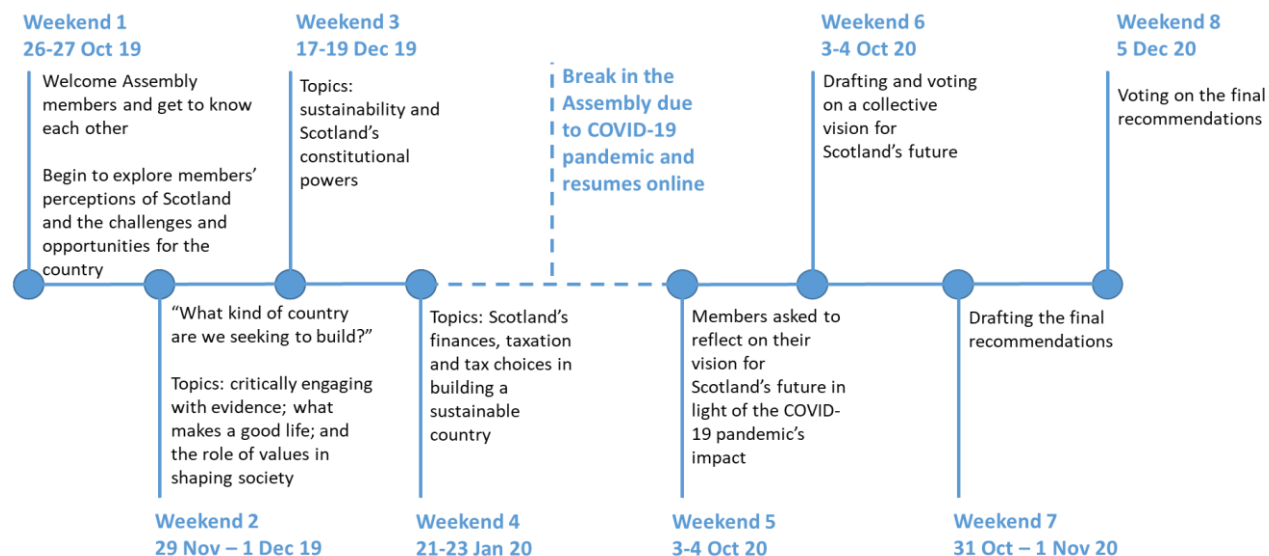 Weekend 1
26-27 Oct 19
Welcome Assembly
members and get to know
each other
Begin to explore members’
perceptions of Scotland
and the challenges and
opportunities for the
country
Weekend 2
29 Nov – 1 Dec 19
“What kind of country
are we seeking to build?”
Topics: critically engaging
with evidence; what
makes a good life; and
the role of values in
shaping society
Weekend 3
17-19 Dec 19
Topics:
sustainability and
Scotland’s
constitutional
powers
Weekend 4
21-23 Jan 20
Topics: Scotland’s
finances, taxation
and tax choices in
building a
sustainable
country
Break in the
Assembly due
to COVID-19
pandemic and
resumes online
Weekend 5
3-4 Oct 20
Members asked to
reflect on their
vision for
Scotland’s future in
light of the COVID-
19 pandemic’s
impact
Weekend 6
3-4 Oct 20
Drafting and voting
on a collective
vision for
Scotland’s future
Weekend 7
31 Oct – 1 Nov 20
Drafting the final
recommendations
Weekend 8
5 Dec 20
Voting on the final
recommendations